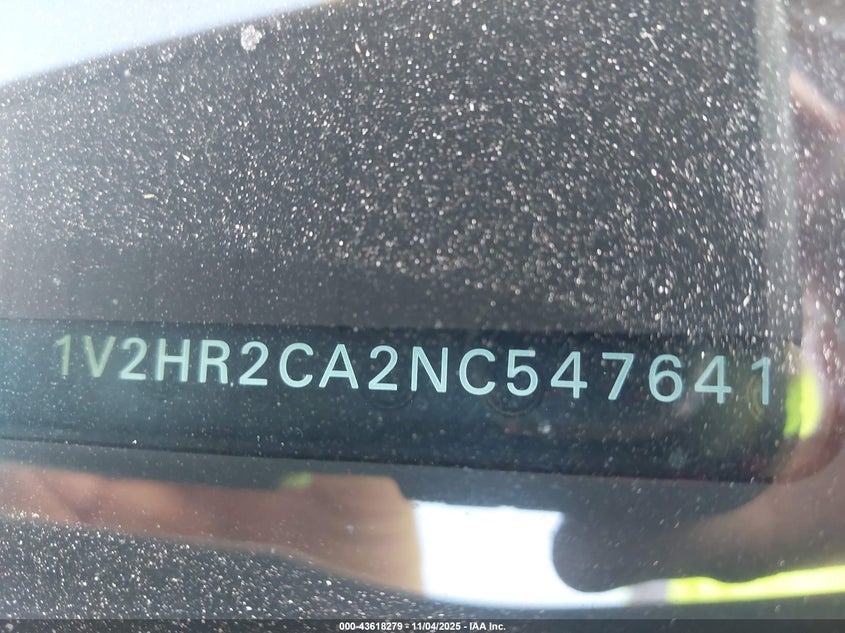 1V2HR2CA2NC547641
000-43618279 - 11/04/2025 - IAA Inc.